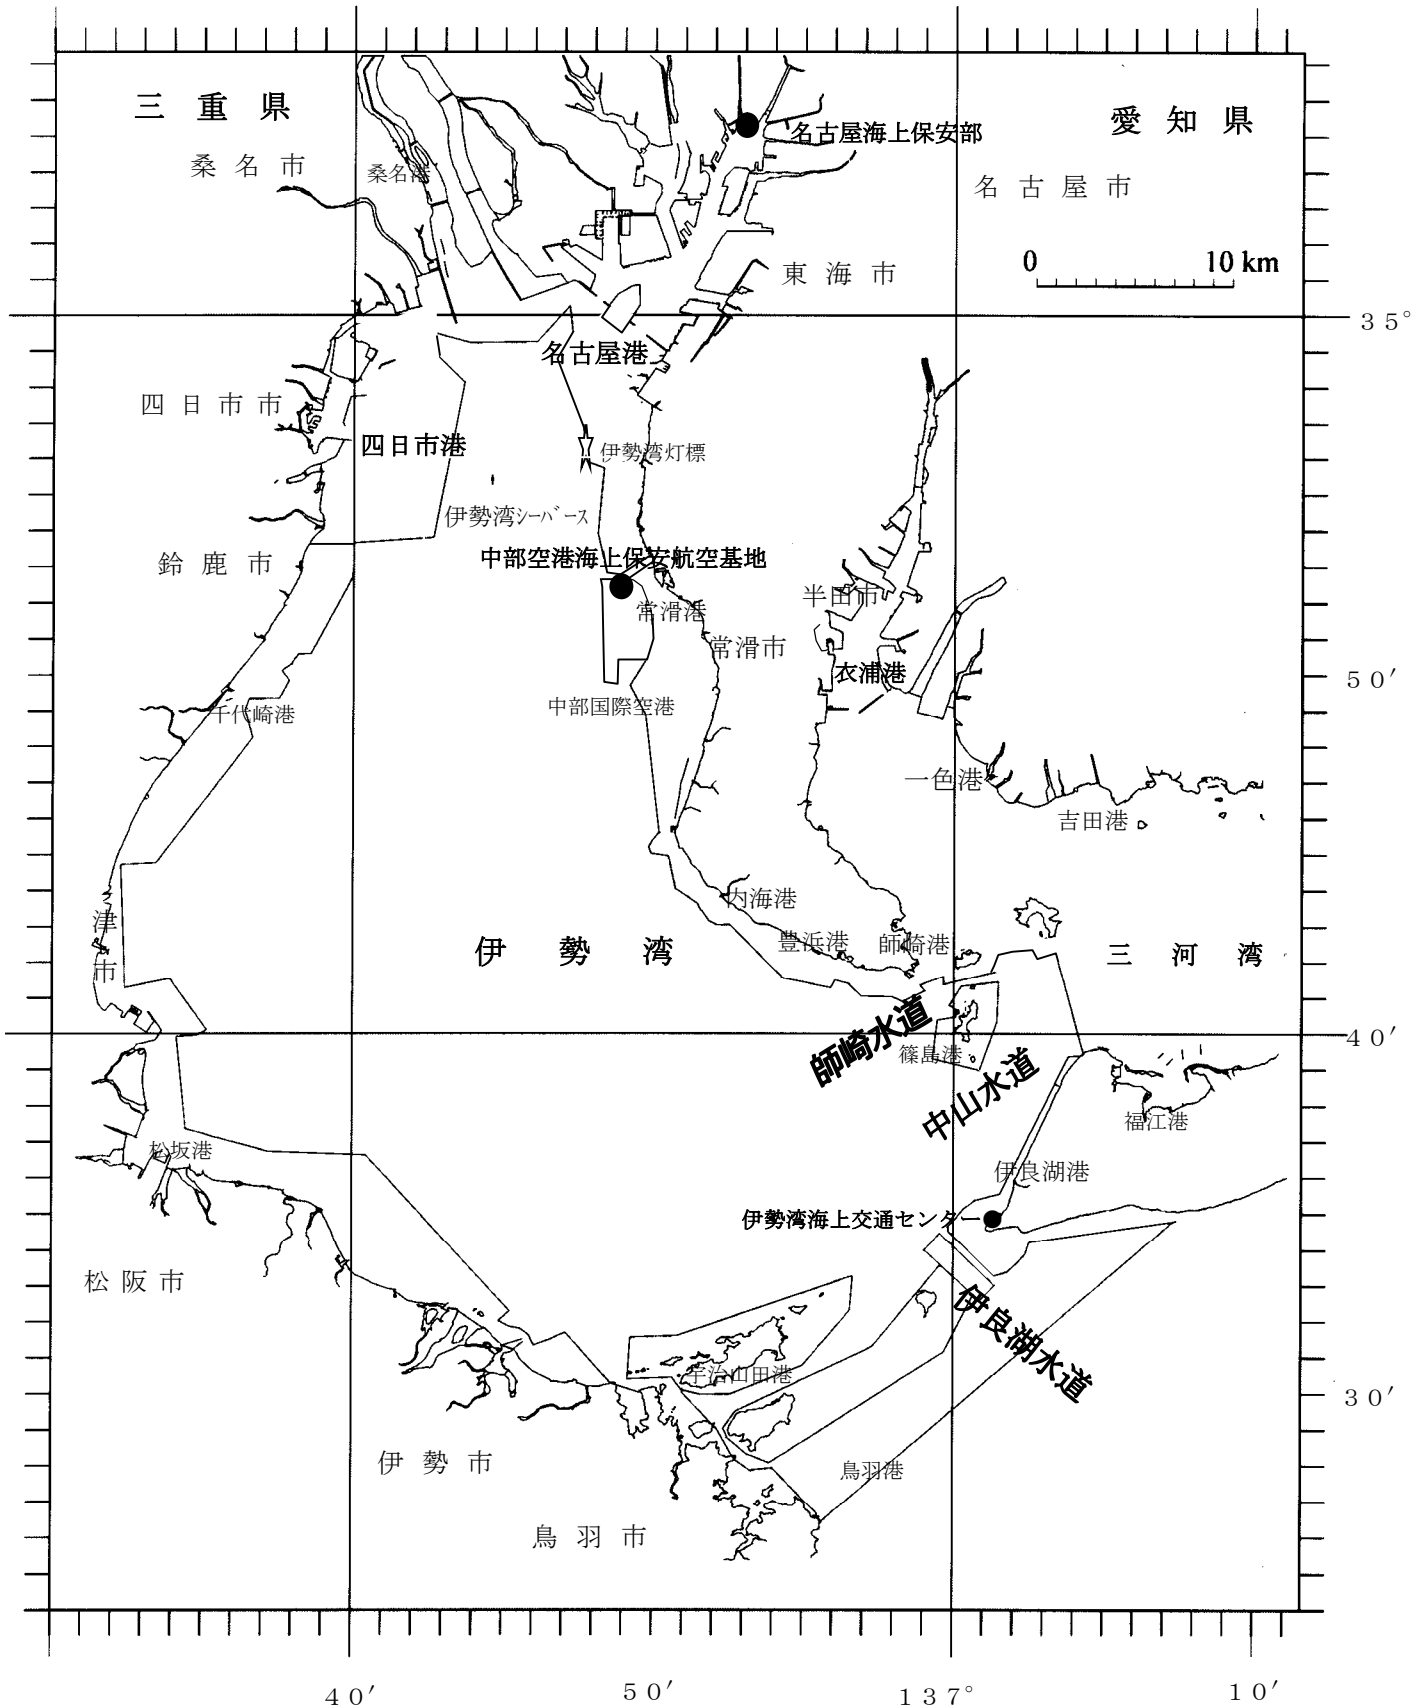 三重県
愛知県
名古屋海上保安部
桑名市
桑名港
名古屋市
0
10 km
東海市
35°
名古屋港
四日市市
四日市港
伊勢湾灯標
伊勢湾シーバース
中部空港海上保安航空基地
鈴鹿市
半田市
常滑港
常滑市
衣浦港
50′
中部国際空港
千代崎港
一色港
吉田港
内海港
津市
豊浜港
師崎港
伊勢湾
三河湾
師崎水道
40′
篠島港
中山水道
福江港
松坂港
伊良湖港
伊勢湾海上交通センター
松阪市
伊良湖水道
宇治山田港
30′
伊勢市
鳥羽港
鳥羽市
40′
50′
137°
10′